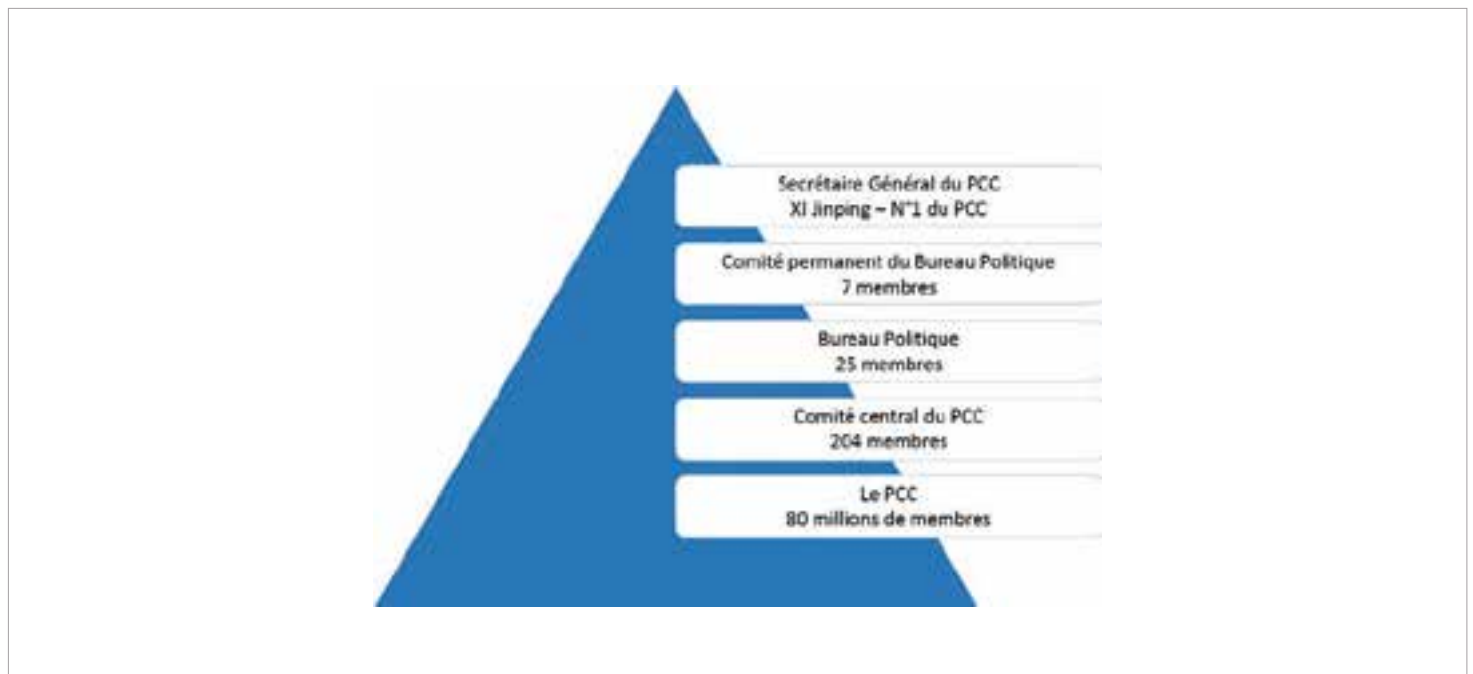 Secrétaire Général du PCC
XI Jinping – N°1 du PCC
Comité permanent du Bureau Politique
7 membres
Bureau Politique
25 membres
Comité central du PCC
204 membres
Le PCC
80 millions de membres